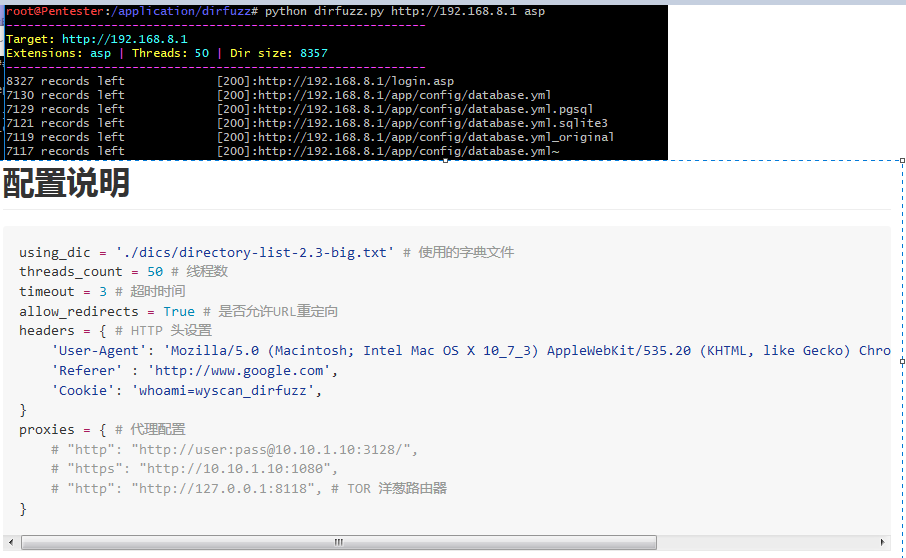 root@Pentester:/application/dirfuzz# python dirfuzz.py http://192.168.8.1 asp
------------------------------------------------------------
Target: http://192.168.8.1
Extensions: asp | Threads: 50 | Dir size: 8357
------------------------------------------------------------
8327 records left [200]:http://192.168.8.1/login.asp
7130 records left [200]:http://192.168.8.1/app/config/database.yml
7129 records left [200]:http://192.168.8.1/app/config/database.yml.pgsql
7121 records left [200]:http://192.168.8.1/app/config/database.yml.sqlite3
7119 records left [200]:http://192.168.8.1/app/config/database.yml_original
7117 records left [200]:http://192.168.8.1/app/config/database.yml~
配置说明
using_dic = './dics/directory-list-2.3-big.txt' # 使用的字典文件
threads_count = 50 # 线程数
timeout = 3 # 超时时间
allow_redirects = True # 是否允许URL重定向
headers = { # HTTP 头设置
'User-Agent': 'Mozilla/5.0 (Macintosh; Intel Mac OS X 10_7_3) AppleWebKit/535.20 (KHTML, like Gecko) Chro
'Referer' : 'http://www.google.com',
'Cookie': 'whoami=wyscan_dirfuzz',
}
proxies = { # 代理配置
# "http": "http://user:pass@10.10.1.10:3128/",
# "https": "http://10.10.1.10:1080",
# "http": "http://127.0.0.1:8118", # TOR 洋葱路由器
}